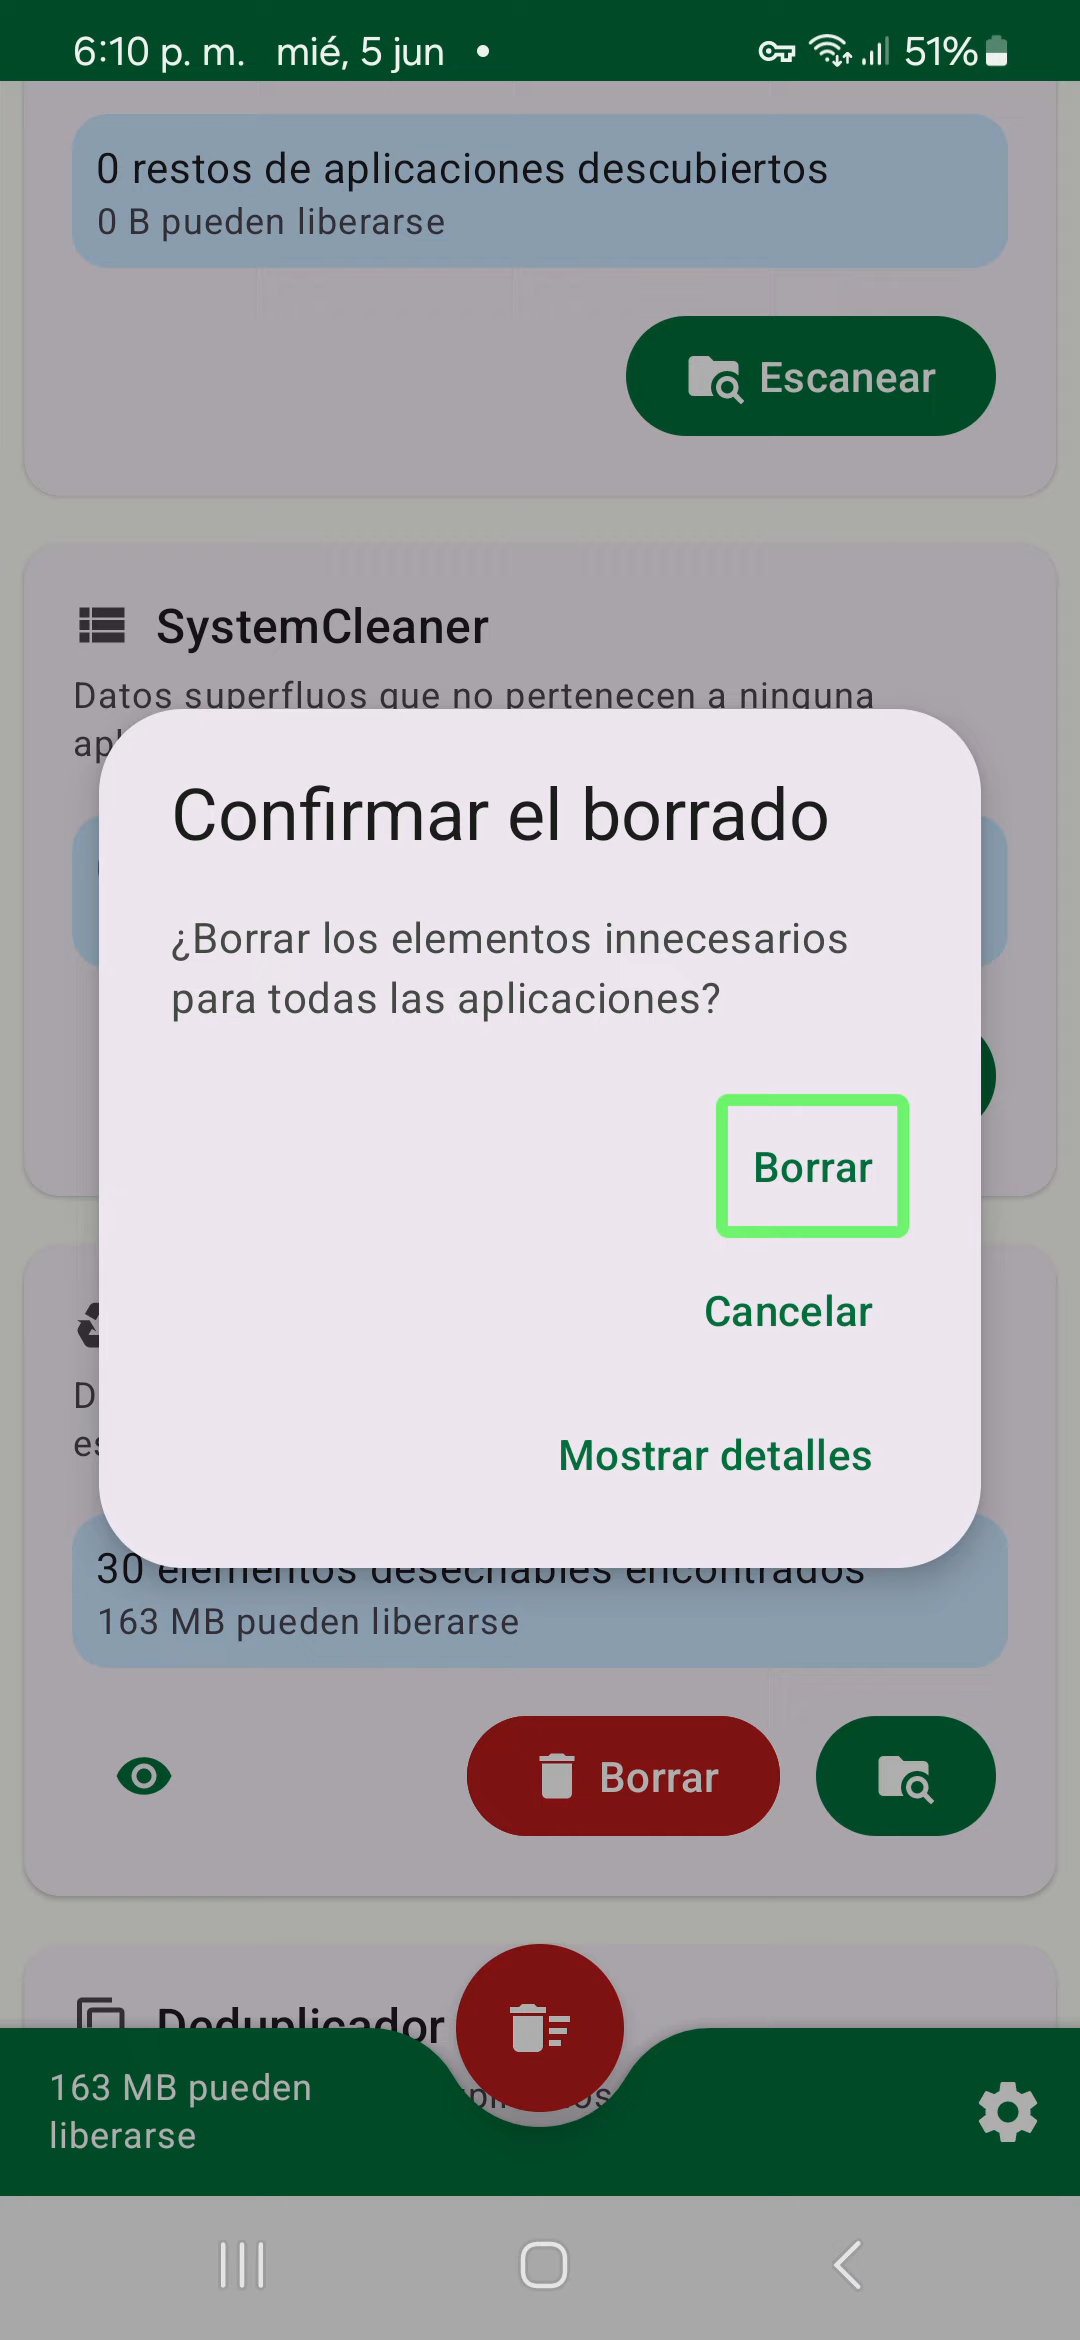 6:10 p. m. mié, 5 jun • 51%
0 restos de aplicaciones descubiertos
0 B pueden liberarse
Escanear
SystemCleaner
Datos superfluos que no pertenecen a ninguna
Confirmar el borrado
¿Borrar los elementos innecesarios
para todas las aplicaciones?
Borrar
Cancelar
Mostrar detalles
30 elementos desechables encontrados
163 MB pueden liberarse
Borrar
Deduplicador
163 MB pueden
liberarse